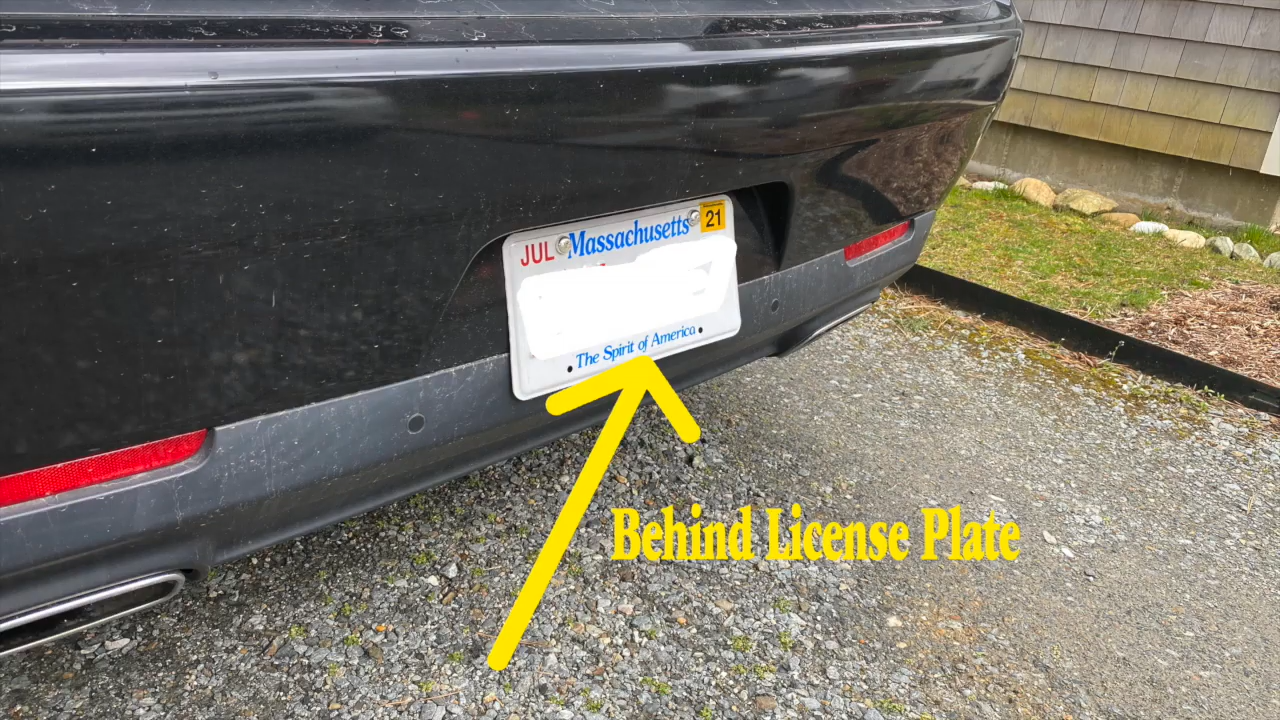 JUL Massachusetts 21
The Spirit of America
Behind License Plate